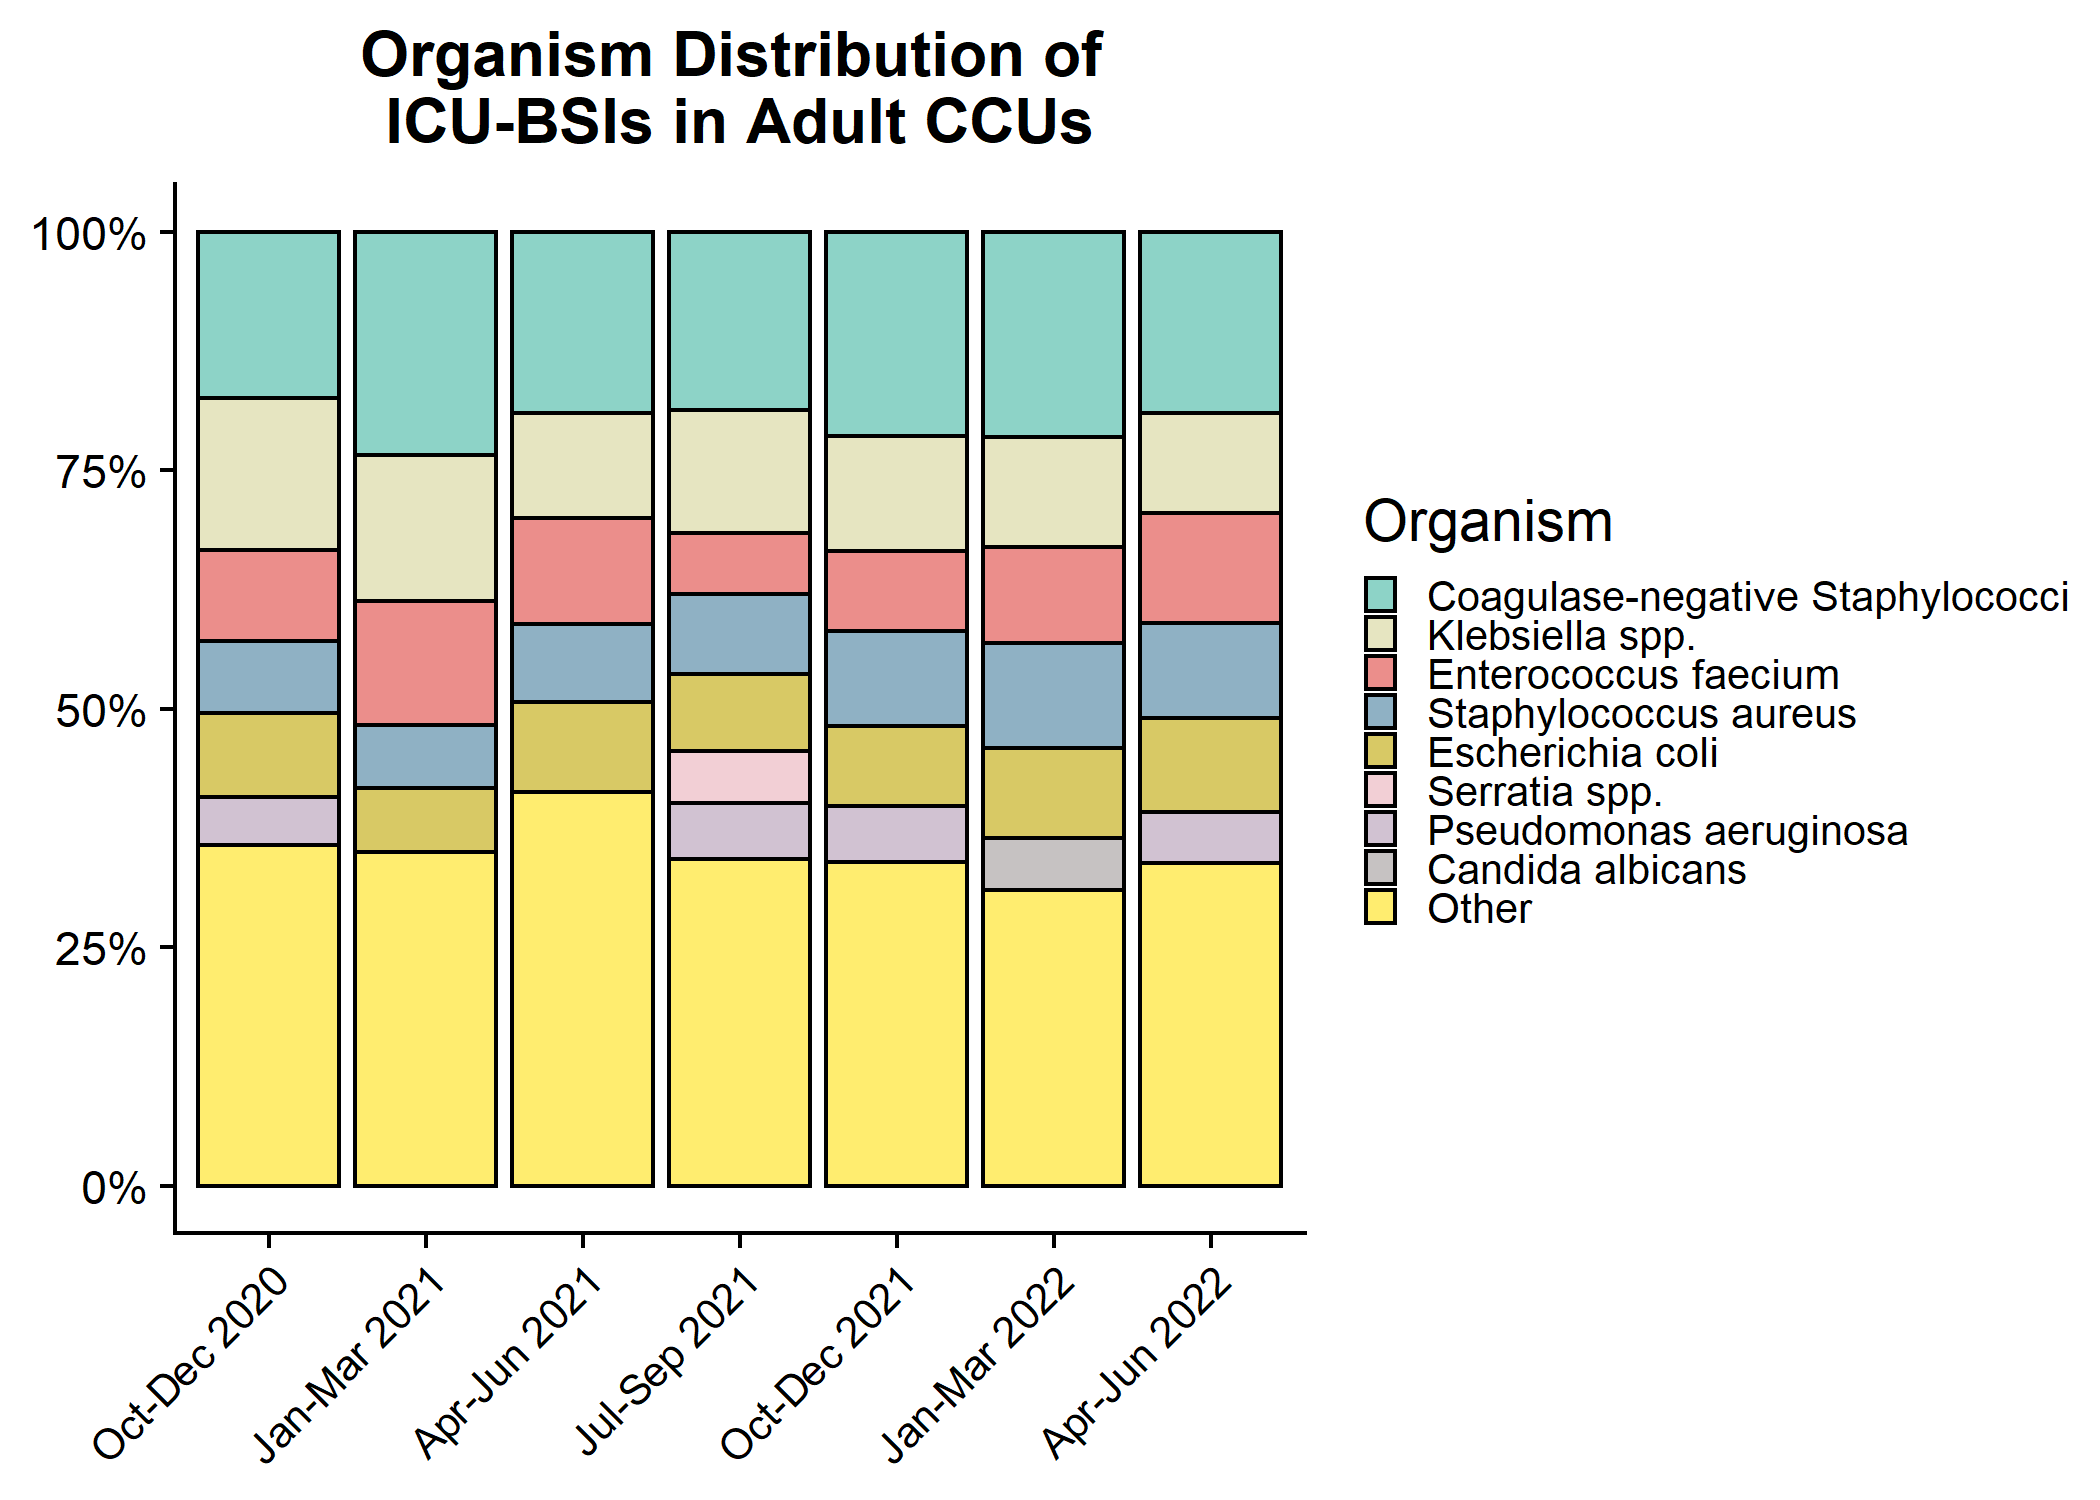 Organism Distribution of
ICU-BSIs in Adult CCUs
100%
75%
50%
25%
0%
Oct-Dec 2020
Jan-Mar 2021
Apr-Jun 2021
Jul-Sep 2021
Oct-Dec 2021
Jan-Mar 2022
Apr-Jun 2022
Organism
Coagulase-negative Staphylococci
Klebsiella spp.
Enterococcus faecium
Staphylococcus aureus
Escherichia coli
Serratia spp.
Pseudomonas aeruginosa
Candida albicans
Other